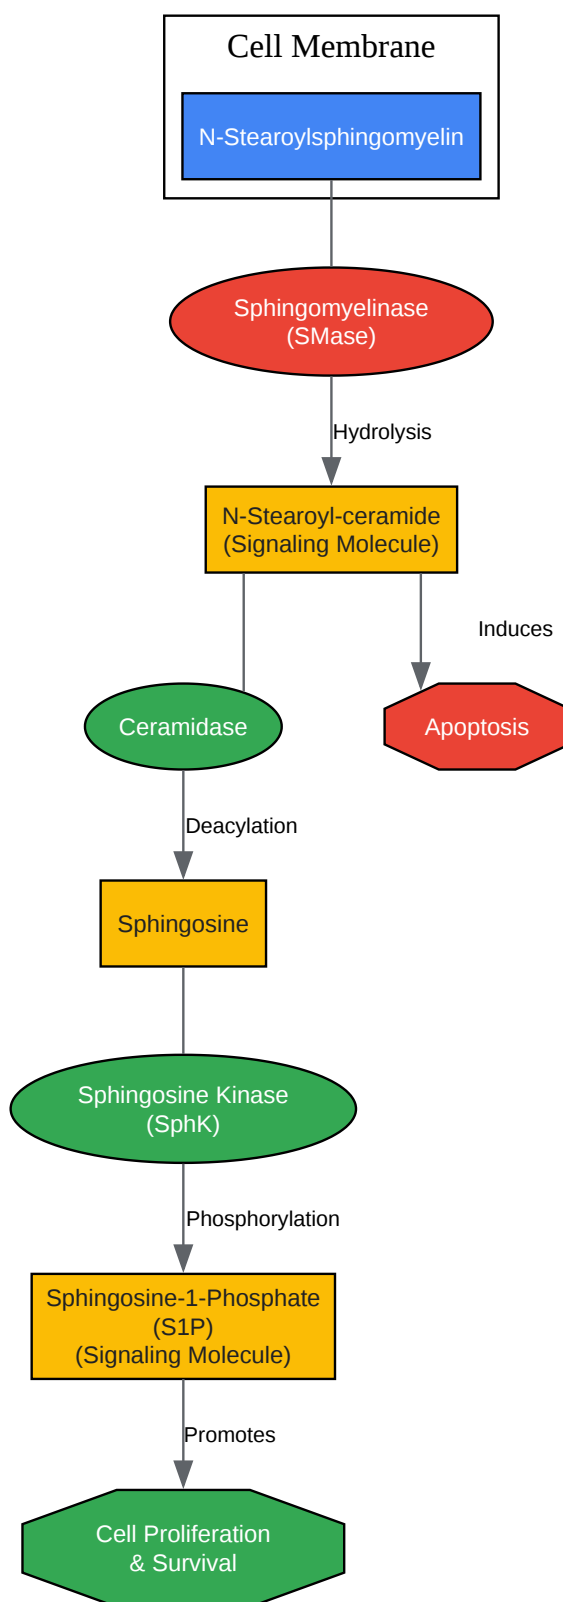 Cell Membrane
N-Stearoylsphingomyelin
Sphingomyelinase
(SMase)
Hydrolysis
N-Stearoyl-ceramide
(Signaling Molecule)
Induces
Ceramidase
Apoptosis
Deacylation
Sphingosine
Sphingosine Kinase
(SphK)
Phosphorylation
Sphingosine-1-Phosphate
(S1P)
(Signaling Molecule)
Promotes
Cell Proliferation
& Survival